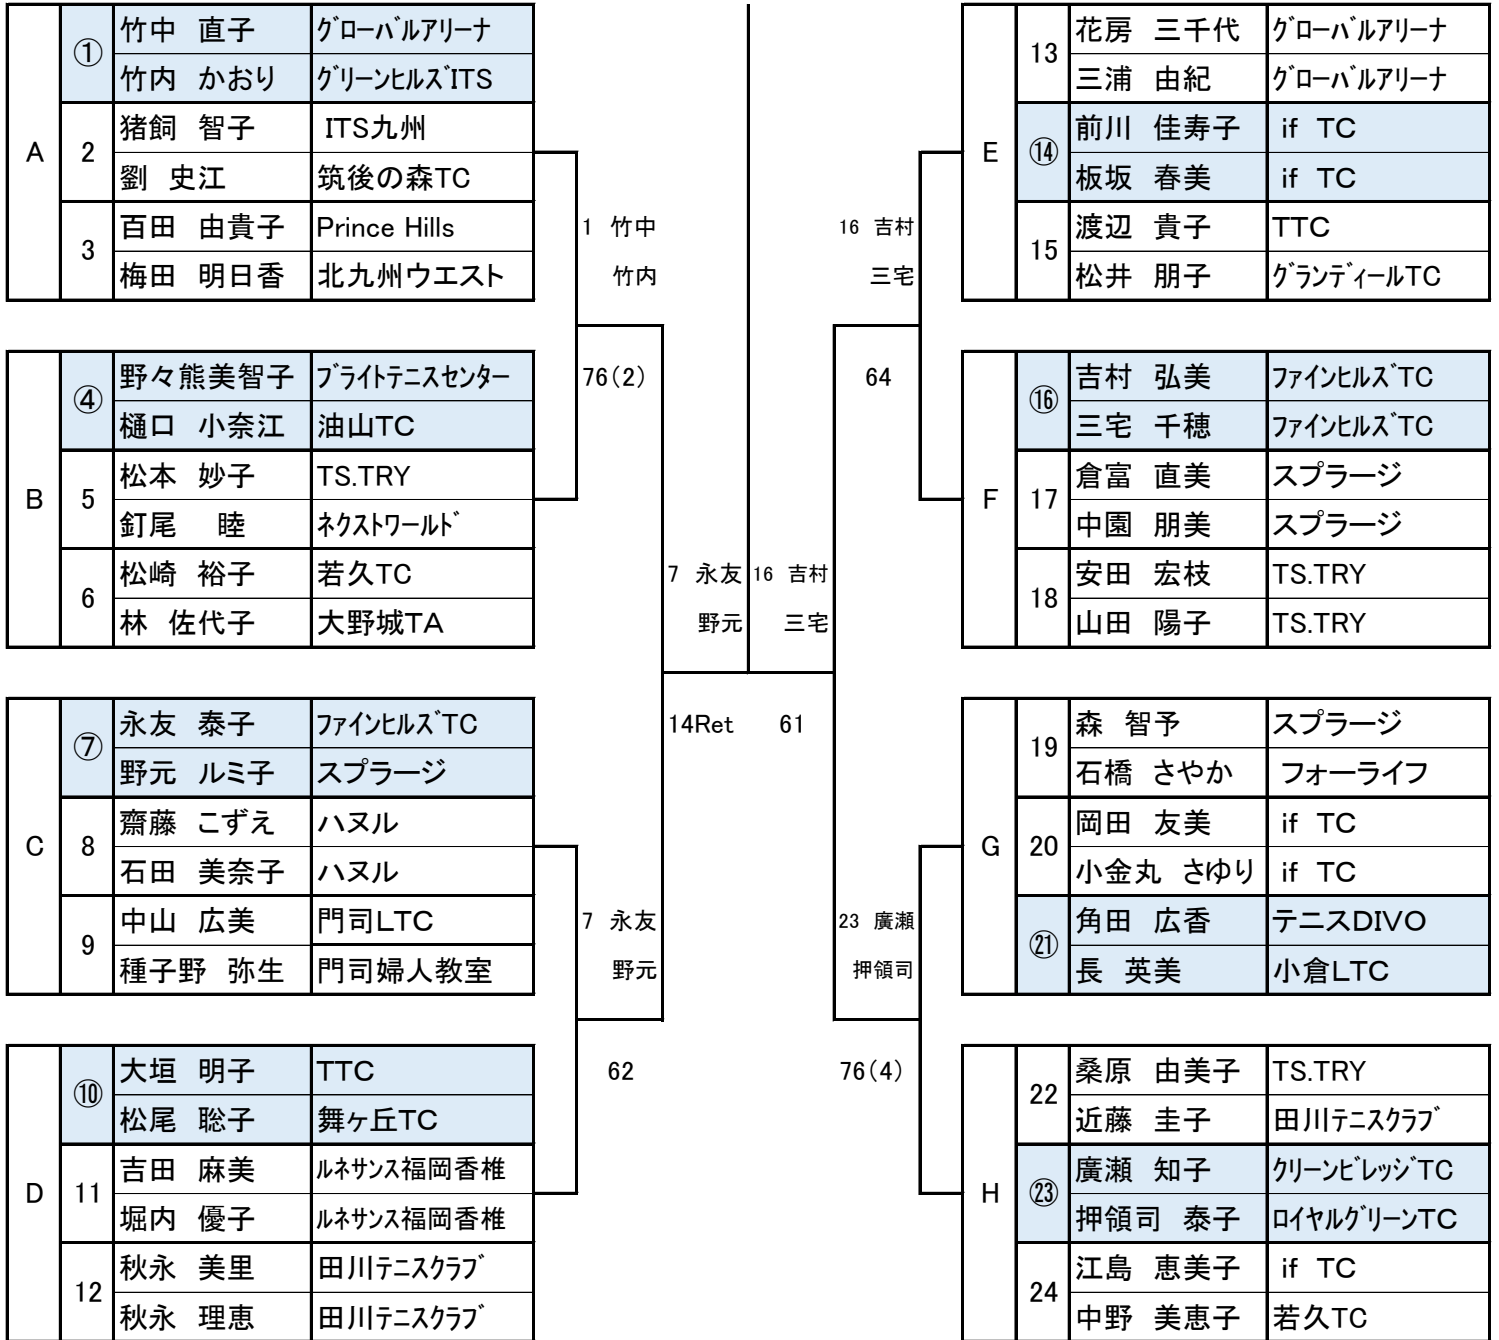 A
①
竹中 直子 グローバルアリーナ
竹内 かおり グリーンヒルズITS
2
猪飼 智子 ITS九州
劉 史江 筑後の森TC
3
百田 由貴子 Prince Hills
梅田 明日香 北九州ウエスト
B
④
野々熊美智子 ブライトテニスセンター
樋口 小奈江 油山TC
5
松本 妙子 TS.TRY
釘尾 睦 ネクストワールド
6
松崎 裕子 若久TC
林 佐代子 大野城TA
C
⑦
永友 泰子 ファインヒルズTC
野元 ルミ子 スプラージ
8
齋藤 こずえ ハヌル
石田 美奈子 ハヌル
9
中山 広美 門司LTC
種子野 弥生 門司婦人教室
D
⑩
大垣 明子 TTC
松尾 聡子 舞ヶ丘TC
11
吉田 麻美 ルネサンス福岡香椎
堀内 優子 ルネサンス福岡香椎
12
秋永 美里 田川テニスクラブ
秋永 理恵 田川テニスクラブ
1 竹中
竹内
76(2)
7 永友
野元
14Ret
7 永友
野元
62
16 吉村
三宅
64
16 吉村
三宅
61
23 廣瀬
押領司
76(4)
E
13
花房 三千代 グローバルアリーナ
三浦 由紀 グローバルアリーナ
⑭
前川 佳寿子 if TC
板坂 春美 if TC
15
渡辺 貴子 TTC
松井 朋子 グランディールTC
F
⑯
吉村 弘美 ファインヒルズTC
三宅 千穂 ファインヒルズTC
17
倉富 直美 スプラージ
中園 朋美 スプラージ
18
安田 宏枝 TS.TRY
山田 陽子 TS.TRY
G
19
森 智予 スプラージ
石橋 さやか フォーライフ
20
岡田 友美 if TC
小金丸 さゆり if TC
㉑
角田 広香 テニスDIVO
長 英美 小倉LTC
H
22
桑原 由美子 TS.TRY
近藤 圭子 田川テニスクラブ
㉓
廣瀬 知子 クリーンビレッジTC
押領司 泰子 ロイヤルグリーンTC
24
江島 恵美子 if TC
中野 美恵子 若久TC